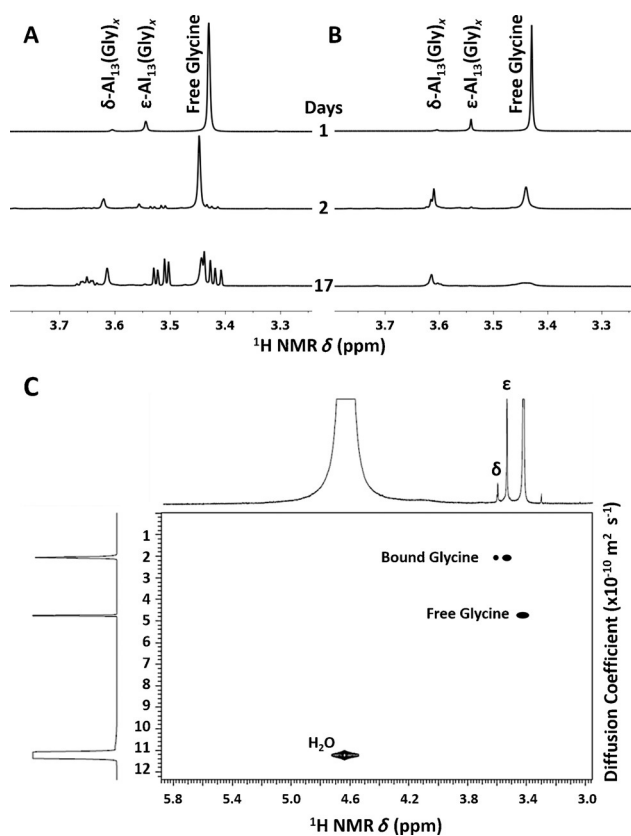 A
B
δ-Al13(Gly)x
ε-Al13(Gly)x
Free Glycine
δ-Al13(Gly)x
ε-Al13(Gly)x
Free Glycine
Days
1
2
17
3.7 3.6 3.5 3.4 3.3
3.7 3.6 3.5 3.4 3.3
1H NMR δ (ppm)
C
ε
δ
1
2
3
4
5
6
7
8
9
10
11
12
Bound Glycine
Free Glycine
H2O
Diffusion Coefficient (x10-10 m2 s-1)
5.8 5.4 5.0 4.6 4.2 3.8 3.4 3.0
1H NMR δ (ppm)